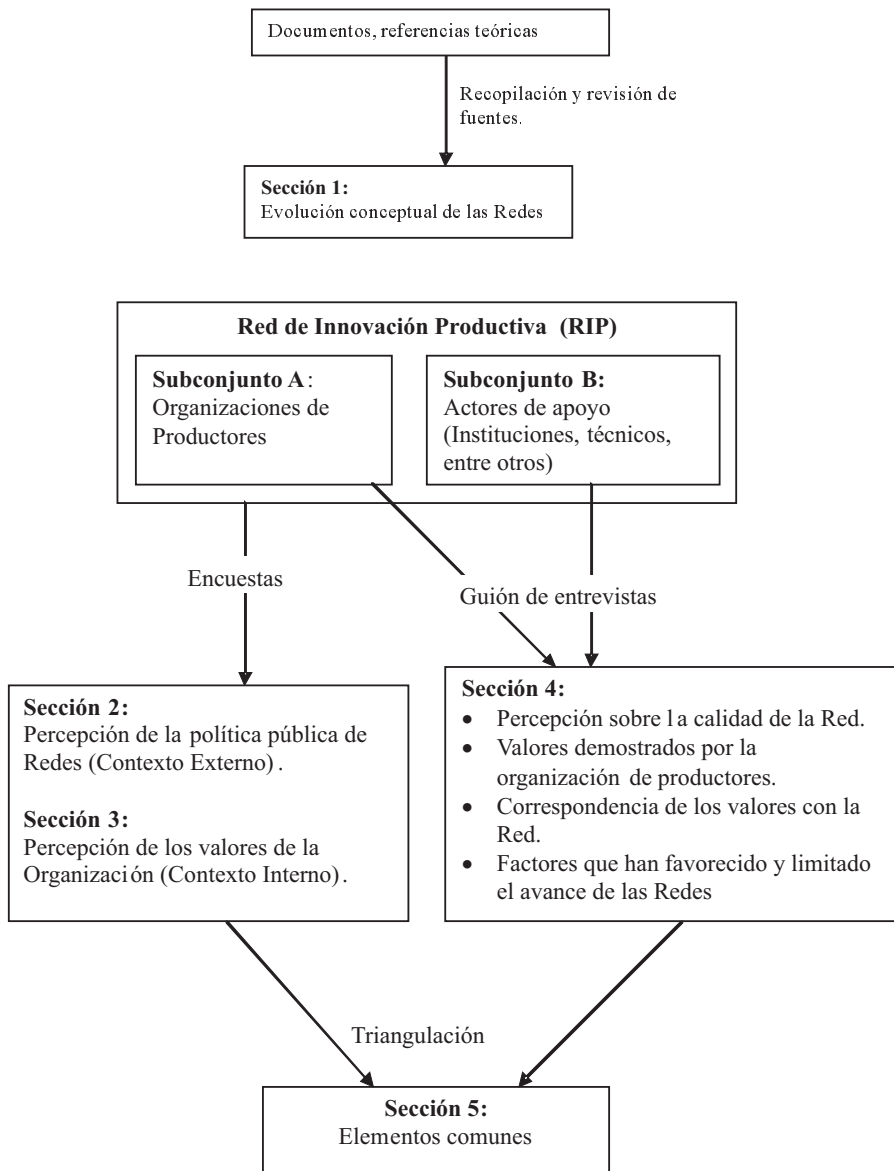 Documentos, referencias teóricas
Recopilación y revisión de
fuentes.
Sección 1:
Evolución conceptual de las Redes
Red de Innovación Productiva (RIP)
Subconjunto A:
Organizaciones de
Productores
Subconjunto B:
Actores de apoyo
(Instituciones, técnicos,
entre otros)
Encuestas
Guión de entrevistas
Sección 2:
Percepción de la política pública de
Redes (Contexto Externo).
Sección 3:
Percepción de los valores de la
Organización (Contexto Interno).
Sección 4:
• Percepción sobre la calidad de la Red.
• Valores demostrados por la
organización de productores.
• Correspondencia de los valores con la
Red.
• Factores que han favorecido y limitado
el avance de las Redes
Triangulación
Sección 5:
Elementos comunes